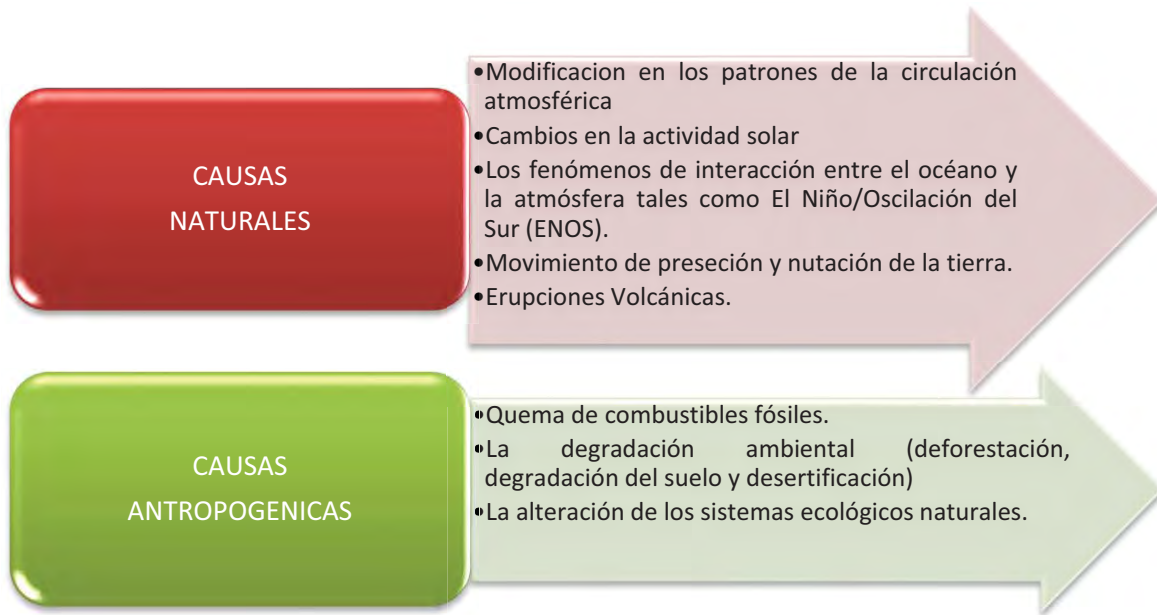 CAUSAS
NATURALES
•Modificacion en los patrones de la circulación
atmosférica
•Cambios en la actividad solar
•Los fenómenos de interacción entre el océano y
la atmósfera tales como El Niño/Oscilación del
Sur (ENOS).
•Movimiento de preseción y nutación de la tierra.
•Erupciones Volcánicas.
CAUSAS
ANTROPOGENICAS
•Quema de combustibles fósiles.
•La degradación ambiental (deforestación,
degradación del suelo y desertificación)
•La alteración de los sistemas ecológicos naturales.